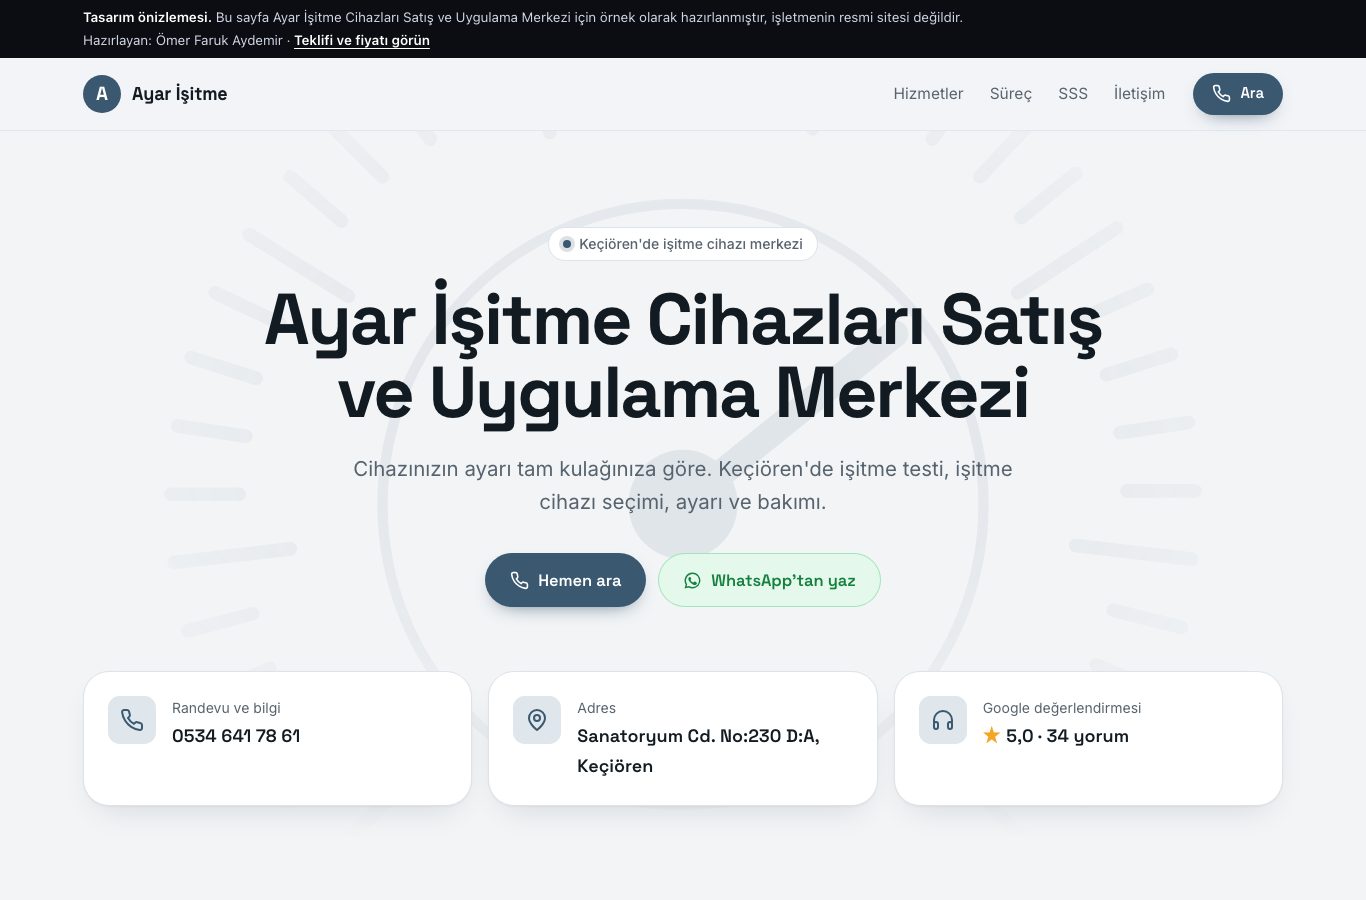 Tasarım önizlemesi. Bu sayfa Ayar İşitme Cihazları Satış ve Uygulama Merkezi için örnek olarak hazırlanmıştır, işletmenin resmi sitesi değildir.
Hazırlayan: Ömer Faruk Aydemir · Teklifi ve fiyatı görün
A Ayar İşitme
Hizmetler Süreç SSS İletişim Ara
Keçiören'de işitme cihazı merkezi
Ayar İşitme Cihazları Satış
ve Uygulama Merkezi
Cihazınızın ayarı tam kulağınıza göre. Keçiören'de işitme testi, işitme
cihazı seçimi, ayarı ve bakımı.
Hemen ara
WhatsApp'tan yaz
Randevu ve bilgi
0534 641 78 61
Adres
Sanatoryum Cd. No:230 D:A,
Keçiören
Google değerlendirmesi
★ 5,0 · 34 yorum